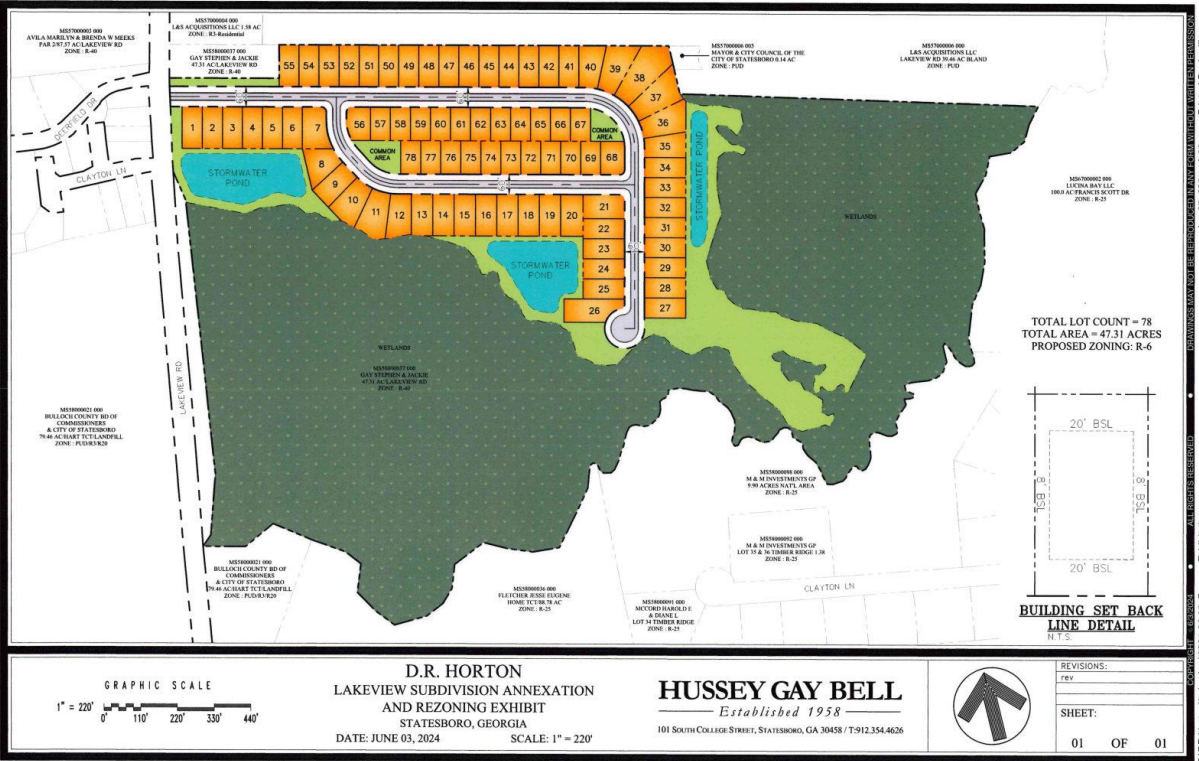 MS57000003 000
AVILA MARILYN & BRENDA W MEEKS
PAR 2/87.57 AC/LAKEVIEW RD
ZONE : R-40
MS57000004 000
L&S ACQUISITIONS LLC 1.58 AC
ZONE : R3-Residential
MS58000037 000
GAY STEPHEN & JACKIE
47.31 AC/LAKEVIEW RD
ZONE : R-40
MS57000006 003
MAYOR & CITY COUNCIL OF THE
CITY OF STATESBORO 0.14 AC
ZONE : PUD
MS57000006 000
L&S ACQUISITIONS LLC
LAKEVIEW RD 39.46 AC BLAND
ZONE : PUD
55 54 53 52 51 50 49 48 47 46 45 44 43 42 41 40 39 38 37 36 35 34 33 32 31 30 29 28 27
60'
60'
DEERFIELD DR
CLAYTON LN
1 2 3 4 5 6 7 8 9 10 11 12 13 14 15 16 17 18 19 20 21 22 23 24 25 26
56 57 58 59 60 61 62 63 64 65 66 67
COMMON
AREA
COMMON
AREA
78 77 76 75 74 73 72 71 70 69 68
60'
60'
STORMWATER
POND
STORMWATER
POND
STORMWATER POND
WETLANDS
MS67000002 000
LUCINA BAY LLC
100.0 AC/FRANCIS SCOTT DR
ZONE : R-25
WETLANDS
MS58000037 000
GAY STEPHEN & JACKIE
47.31 AC/LAKEVIEW RD
ZONE : R-40
LAKEVIEW RD
TOTAL LOT COUNT = 78
TOTAL AREA = 47.31 ACRES
PROPOSED ZONING: R-6
MS58000021 000
BULLOCH COUNTY BD OF
COMMISSIONERS
& CITY OF STATESBORO
79.46 AC/HART TCT/LANDFILL
ZONE : PUD/R3/R20
MS58000098 000
M & M INVESTMENTS GP
9.90 ACRES NAT'L AREA
ZONE : R-25
MS58000092 000
M & M INVESTMENTS GP
LOT 35 & 36 TIMBER RIDGE 1.38
ZONE : R-25
MS58000021 000
BULLOCH COUNTY BD OF
COMMISSIONERS
& CITY OF STATESBORO
79.46 AC/HART TCT/LANDFILL
ZONE : PUD/R3/R20
MS58000036 000
FLETCHER JESSE EUGENE
HOME TCT/88.78 AC
ZONE : R-25
MS58000091 000
MCCORD HAROLD E
& DIANE L
LOT 34 TIMBER RIDGE
ZONE : R-25
CLAYTON LN
20' BSL
8' BSL
8' BSL
20' BSL
BUILDING SET BACK
LINE DETAIL
N.T.S.
COPYRIGHT 6/3/24 ALL RIGHTS RESERVED DRAWINGS MAY NOT BE REPRODUCED IN ANY FORM WITHOUT WRITTEN PERMISSION
GRAPHIC SCALE
1" = 220'
0' 110' 220' 330' 440'
D.R. HORTON
LAKEVIEW SUBDIVISION ANNEXATION
AND REZONING EXHIBIT
STATESBORO, GEORGIA
DATE: JUNE 03, 2024 SCALE: 1" = 220'
HUSSEY GAY BELL
Established 1958
101 SOUTH COLLEGE STREET, STATESBORO, GA 30458 / T:912.354.4626
REVISIONS:
rev
SHEET:
01 OF 01